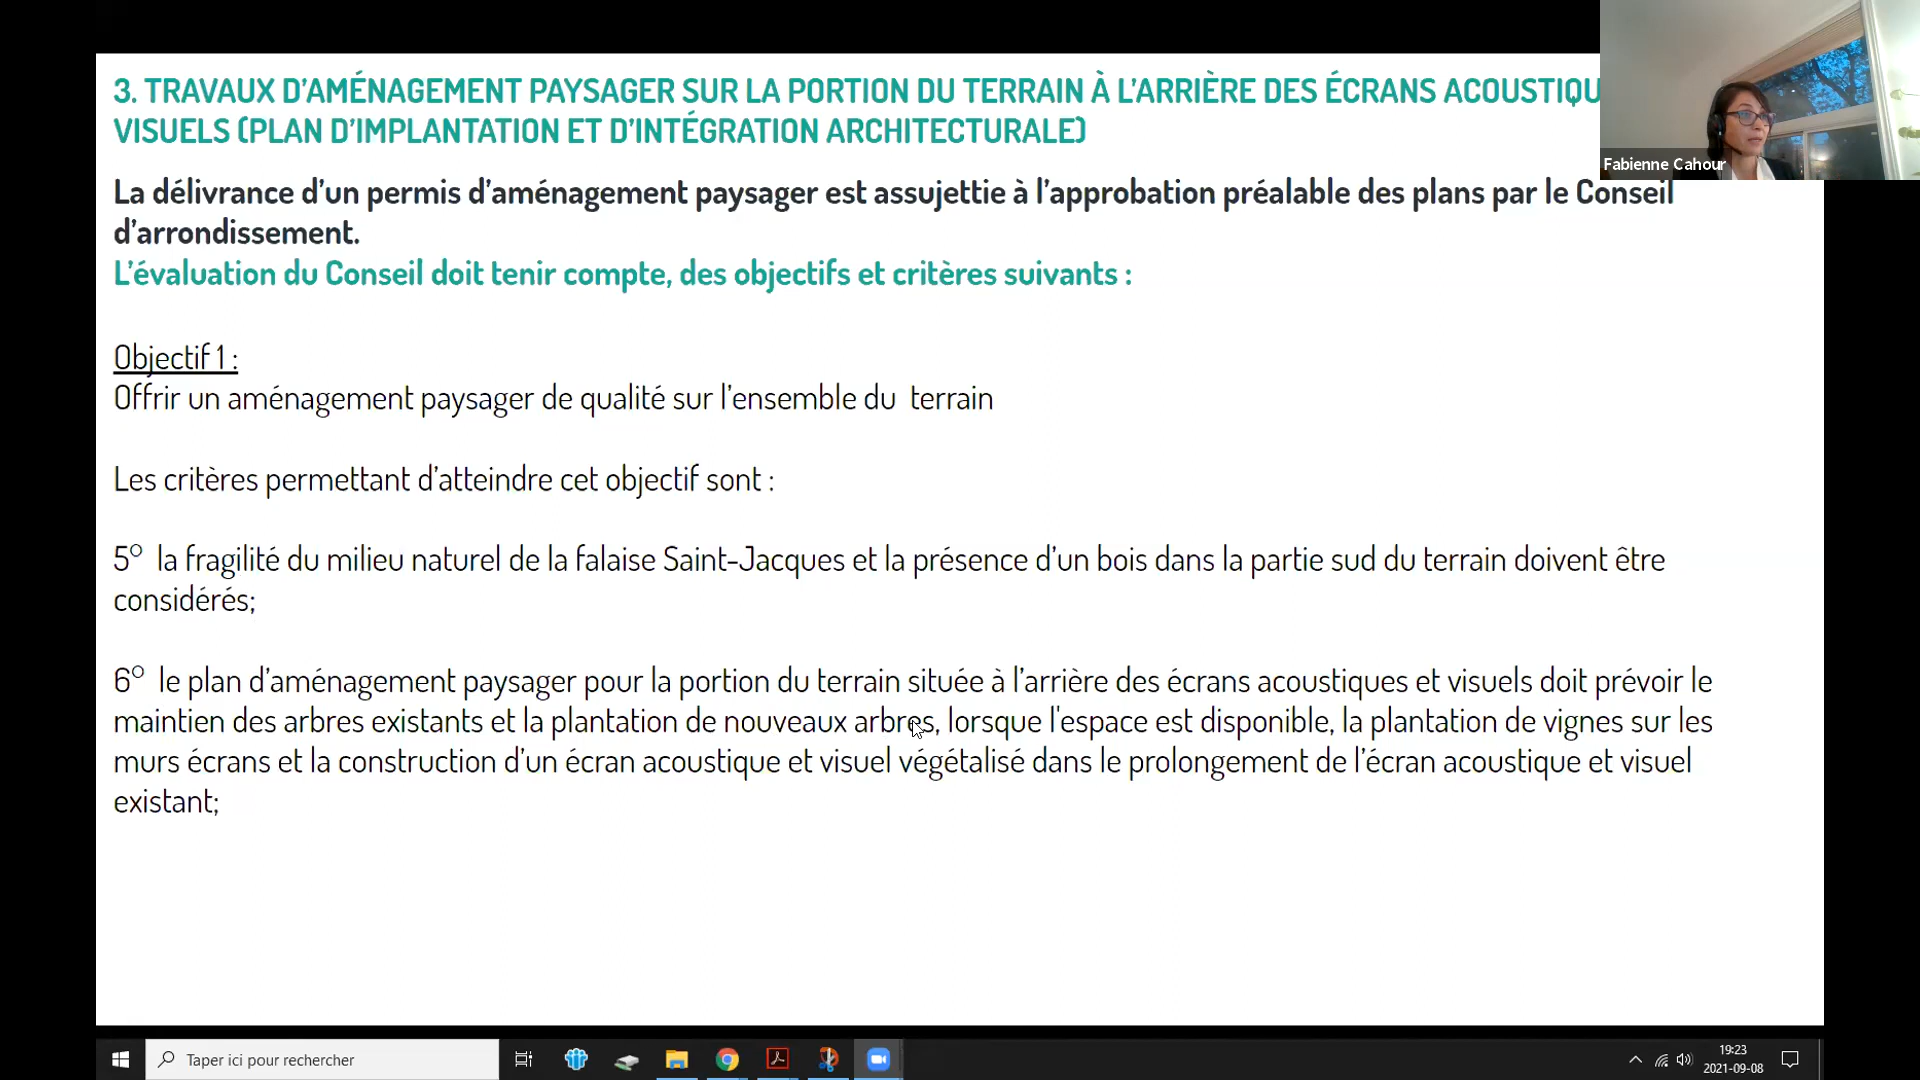 3. TRAVAUX D’AMÉNAGEMENT PAYSAGER SUR LA PORTION DU TERRAIN À L’ARRIÈRE DES ÉCRANS ACOUSTIQU
VISUELS (PLAN D’IMPLANTATION ET D’INTÉGRATION ARCHITECTURALE)
Fabienne Cahour
La délivrance d’un permis d’aménagement paysager est assujettie à l’approbation préalable des plans par le Conseil
d’arrondissement.
L’évaluation du Conseil doit tenir compte, des objectifs et critères suivants :
Objectif 1 :
Offrir un aménagement paysager de qualité sur l’ensemble du  terrain
Les critères permettant d’atteindre cet objectif sont :
5° la fragilité du milieu naturel de la falaise Saint-Jacques et la présence d’un bois dans la partie sud du terrain doivent être
considérés;
6° le plan d’aménagement paysager pour la portion du terrain située à l’arrière des écrans acoustiques et visuels doit prévoir le
maintien des arbres existants et la plantation de nouveaux arbres, lorsque l'espace est disponible, la plantation de vignes sur les
murs écrans et la construction d’un écran acoustique et visuel végétalisé dans le prolongement de l’écran acoustique et visuel
existant;
Taper ici pour rechercher
19:23
2021-09-08